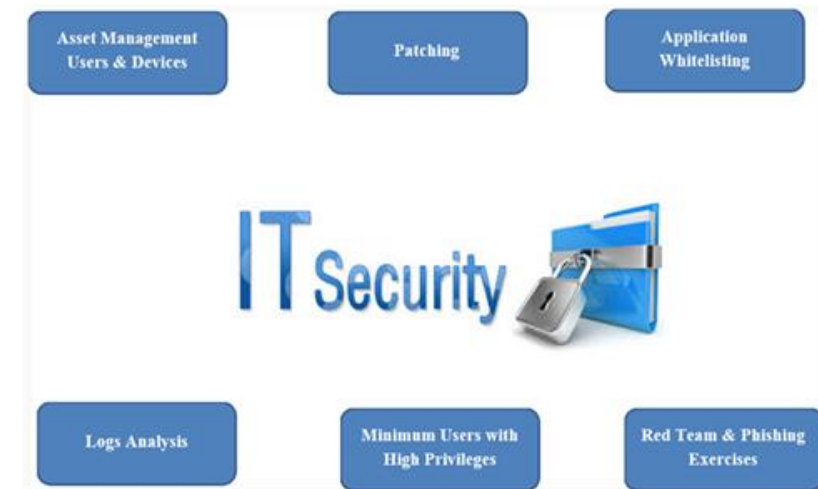 Asset Management
Users & Devices
Patching
Application
Whitelisting
IT Security
Logs Analysis
Minimum Users with
High Privileges
Red Team & Phishing
Exercises